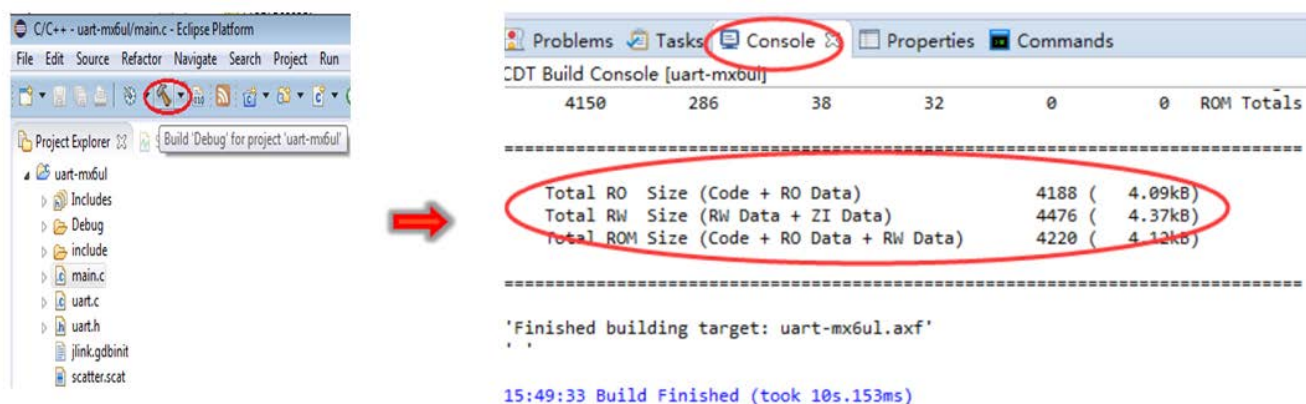 C/C++ - uart-mx6ul/main.c - Eclipse Platform
File Edit Source Refactor Navigate Search Project Run
Project Explorer
Build 'Debug' for project 'uart-mx6ul'
uart-mx6ul
Includes
Debug
include
main.c
uart.c
uart.h
jlink.gdbinit
scatter.scat
Problems Tasks Console Properties Commands
CDT Build Console [uart-mx6ul]
4150 286 38 32 0 0 ROM Totals
==============================================================================
Total RO Size (Code + RO Data) 4188 ( 4.09kB)
Total RW Size (RW Data + ZI Data) 4476 ( 4.37kB)
Total ROM Size (Code + RO Data + RW Data) 4220 ( 4.12kB)
==============================================================================
'Finished building target: uart-mx6ul.axf'
' '
15:49:33 Build Finished (took 10s.153ms)